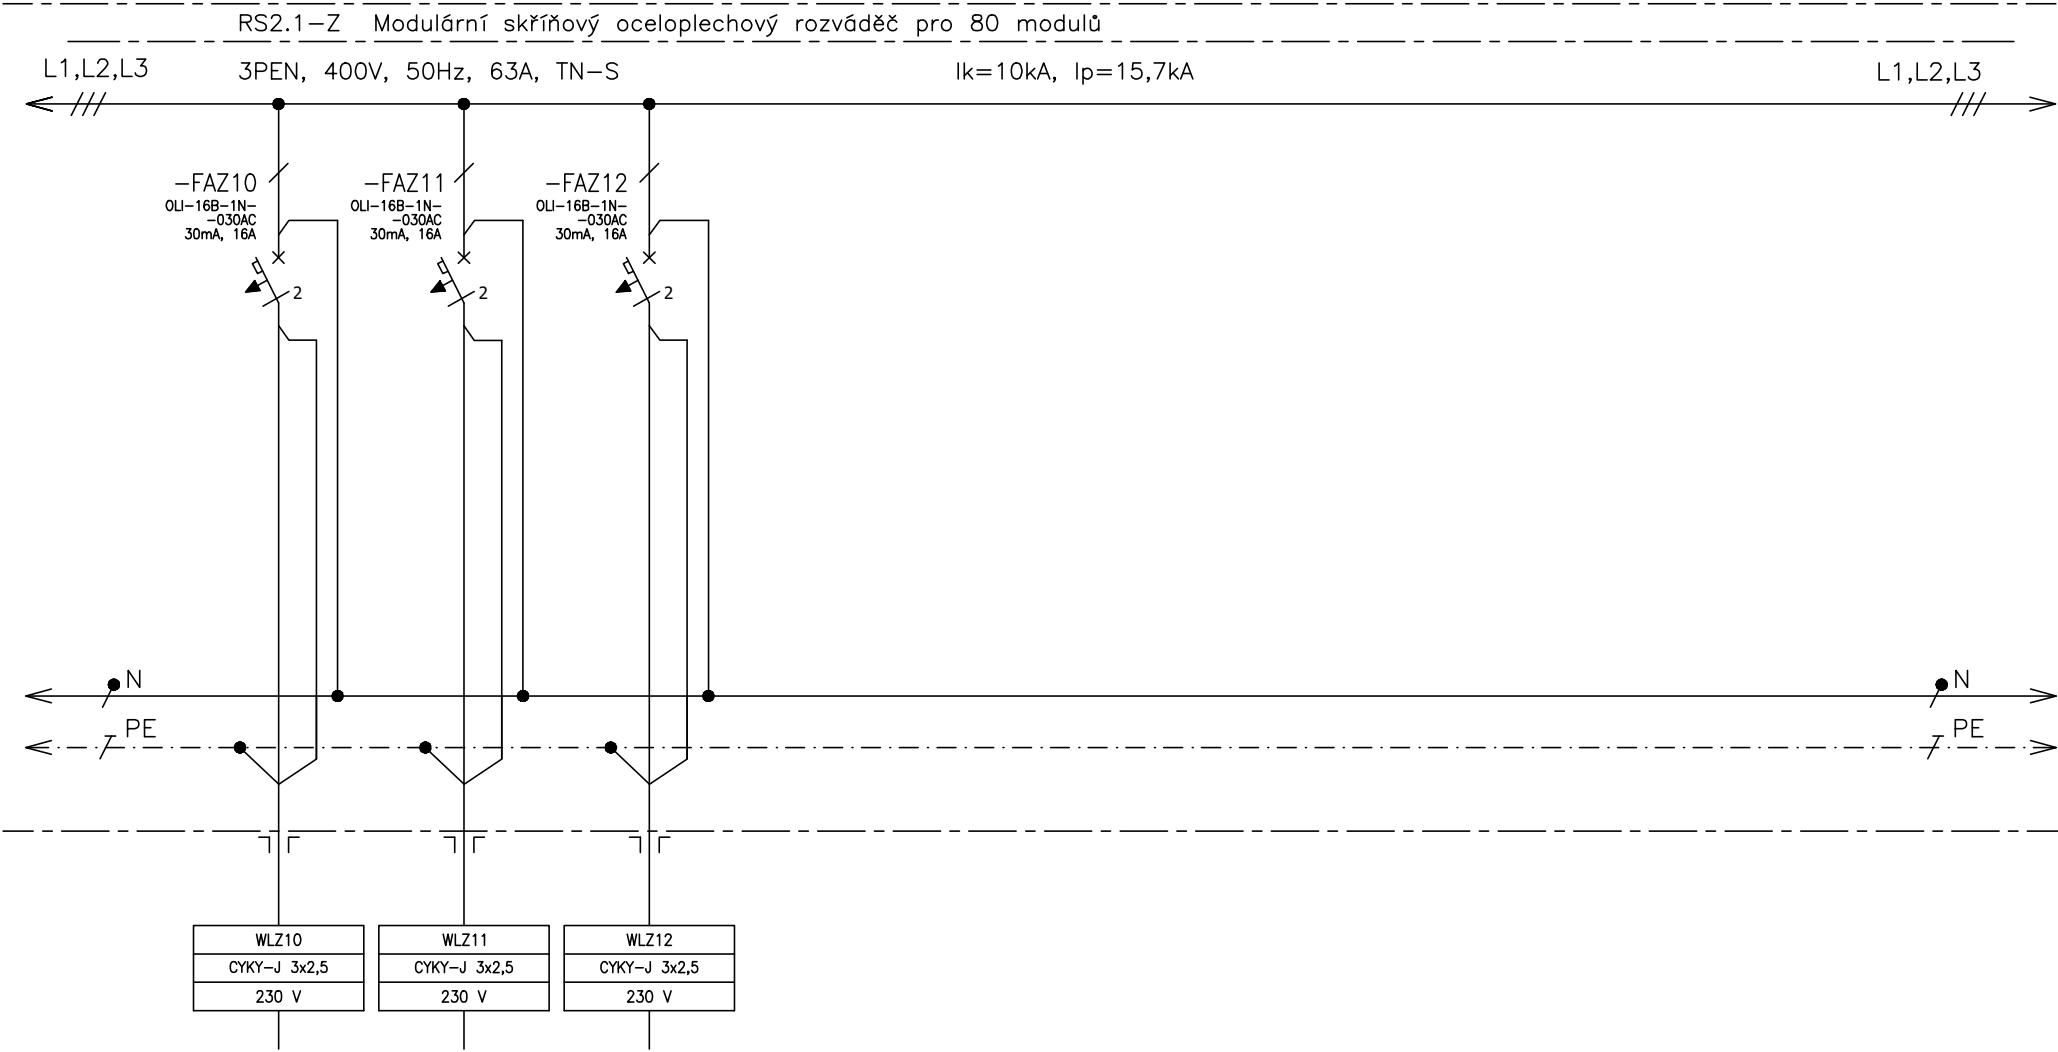 RS2.1-Z Modulární skříňový oceloplechový rozváděč pro 80 modulů
L1,L2,L3 3PEN, 400V, 50Hz, 63A, TN-S Ik=10kA, Ip=15,7kA L1,L2,L3
-FAZ10
OLI-16B-1N-
-030AC
30mA, 16A
2
-FAZ11
OLI-16B-1N-
-030AC
30mA, 16A
2
-FAZ12
OLI-16B-1N-
-030AC
30mA, 16A
2
N N
PE PE
WLZ10
CYKY-J 3x2,5
230 V
WLZ11
CYKY-J 3x2,5
230 V
WLZ12
CYKY-J 3x2,5
230 V